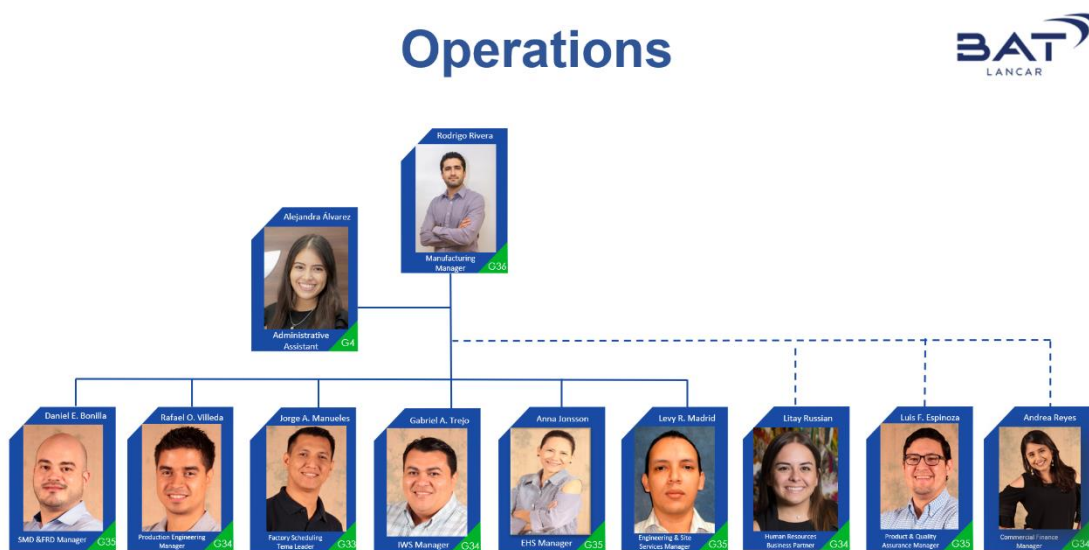 Operations
BAT
LANCAR
Rodrigo Rivera
Manufacturing
Manager
G36
Alejandra Álvarez
Administrative
Assistant
G4
Daniel E. Bonilla
SMD &FRD Manager
G35
Rafael O. Villeda
Production Engineering
Manager
G34
Jorge A. Manueles
Factory Scheduling
Tema Leader
G33
Gabriel A. Trejo
IWS Manager
G34
Anna Jonsson
EHS Manager
G35
Levy R. Madrid
Engineering & Site
Services Manager
G35
Litay Russian
Human Resources
Business Partner
G34
Luis F. Espinoza
Product & Quality
Assurance Manager
G35
Andrea Reyes
Commercial Finance
Manager
G34